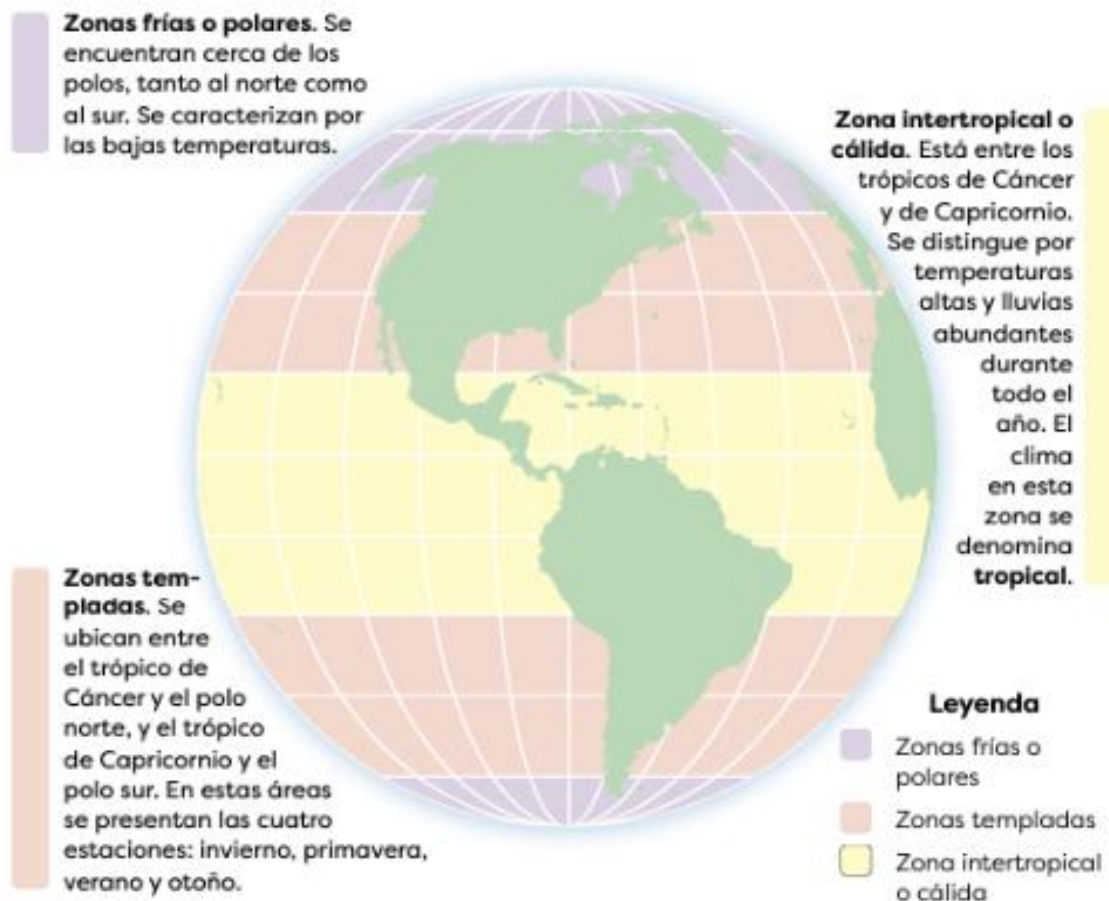 Zonas frías o polares. Se
encuentran cerca de los
polos, tanto al norte como
al sur. Se caracterizan por
las bajas temperaturas.
Zona intertropical o
cálida. Está entre los
trópicos de Cáncer
y de Capricornio.
Se distingue por
temperaturas
altas y lluvias
abundantes
durante
todo el
año. El
clima
en esta
zona se
denomina
tropical.
Zonas tem-
pladas. Se
ubican entre
el trópico de
Cáncer y el polo
norte, y el trópico
de Capricornio y el
polo sur. En estas áreas
se presentan las cuatro
estaciones: invierno, primavera,
verano y otoño.
Leyenda
Zonas frías o
polares
Zonas templadas
Zona intertropical
o cálida